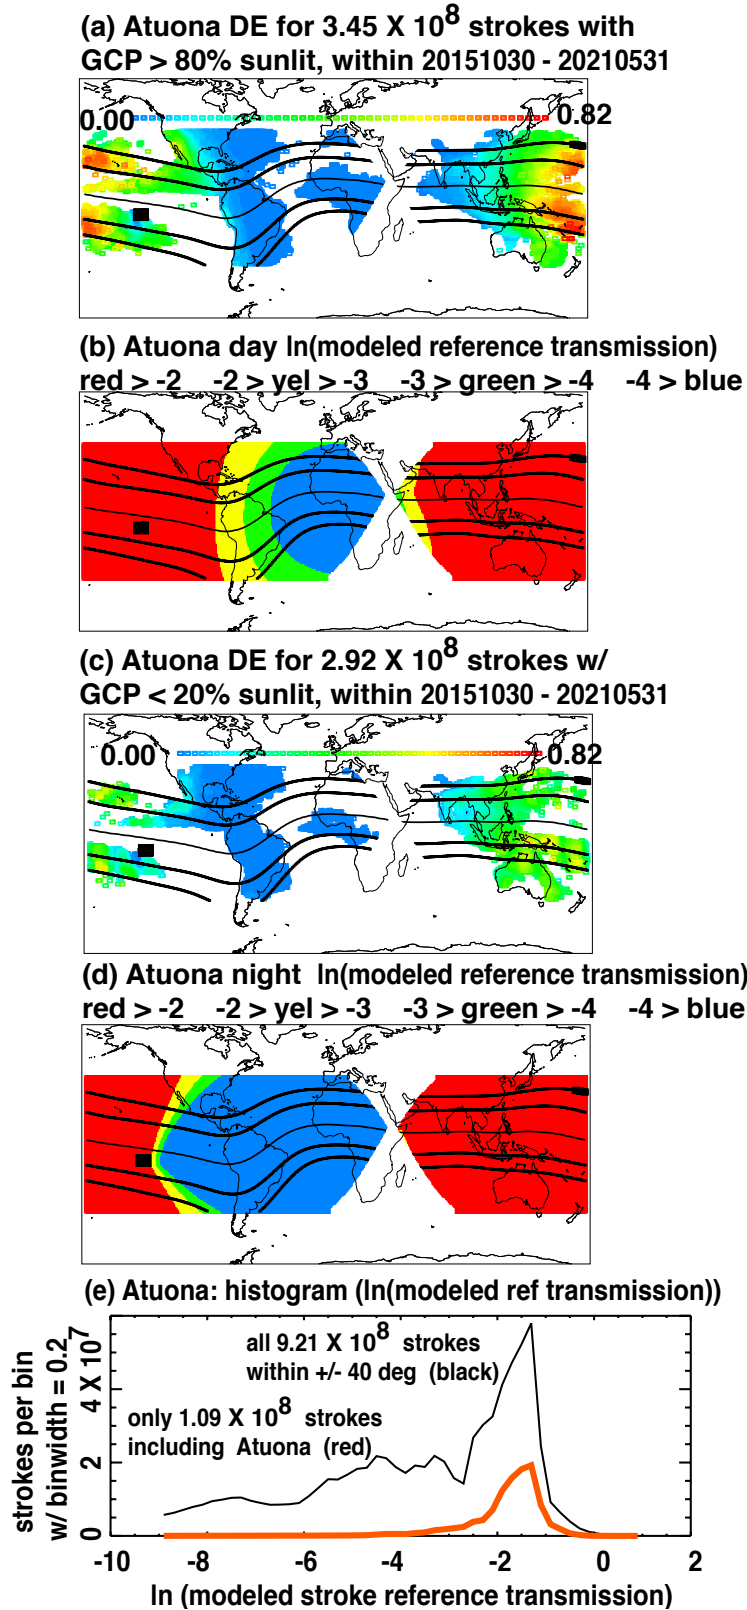 (a) Atuona DE for 3.45 X 10^8 strokes with
GCP > 80% sunlit, within 20151030 - 20210531
0.00 0.82
(b) Atuona day ln(modeled reference transmission)
red > -2 -2 > yel > -3 -3 > green > -4 -4 > blue
(c) Atuona DE for 2.92 X 10^8 strokes w/
GCP < 20% sunlit, within 20151030 - 20210531
0.00 0.82
(d) Atuona night ln(modeled reference transmission)
red > -2 -2 > yel > -3 -3 > green > -4 -4 > blue
(e) Atuona: histogram (ln(modeled ref transmission))
strokes per bin
w/ binwidth = 0.2
4 X 10^7
2
0
all 9.21 X 10^8 strokes
within +/- 40 deg (black)
only 1.09 X 10^8 strokes
including Atuona (red)
-10 -8 -6 -4 -2 0 2
ln (modeled stroke reference transmission)